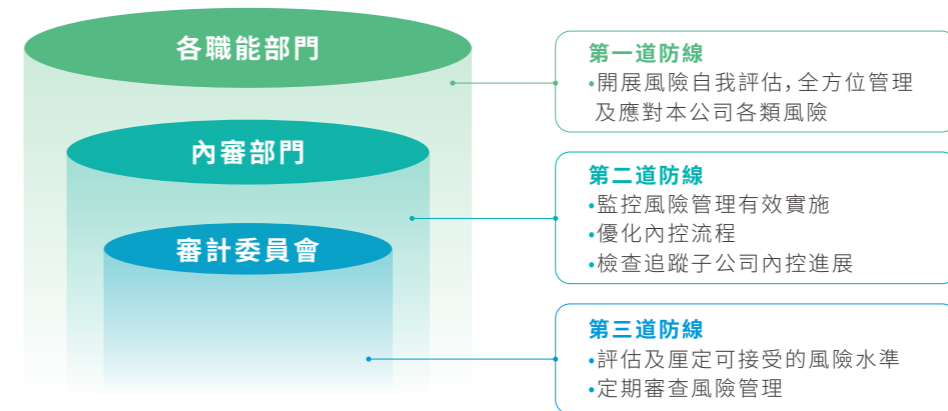 各職能部門
第一道防線
•開展風險自我評估，全方位管理
及應對本公司各類風險
內審部門
第二道防線
•監控風險管理有效實施
•優化內控流程
•檢查追蹤子公司內控進展
審計委員會
第三道防線
•評估及厘定可接受的風險水準
•定期審查風險管理